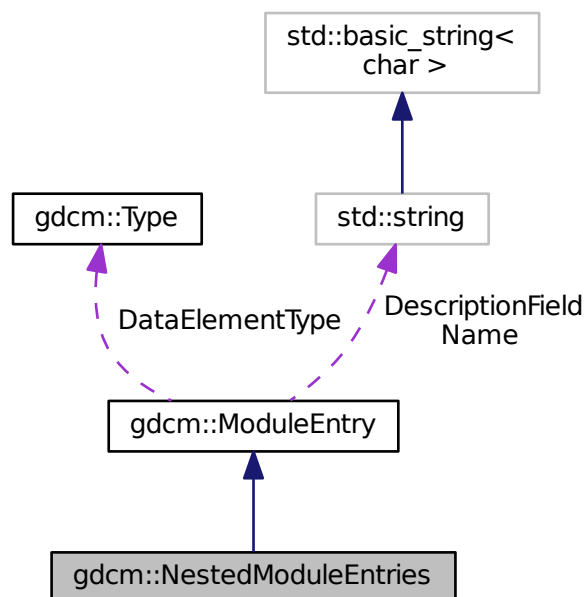 std::basic_string<
char >
gdcm::Type
std::string
DataElementType
DescriptionField
Name
gdcm::ModuleEntry
gdcm::NestedModuleEntries